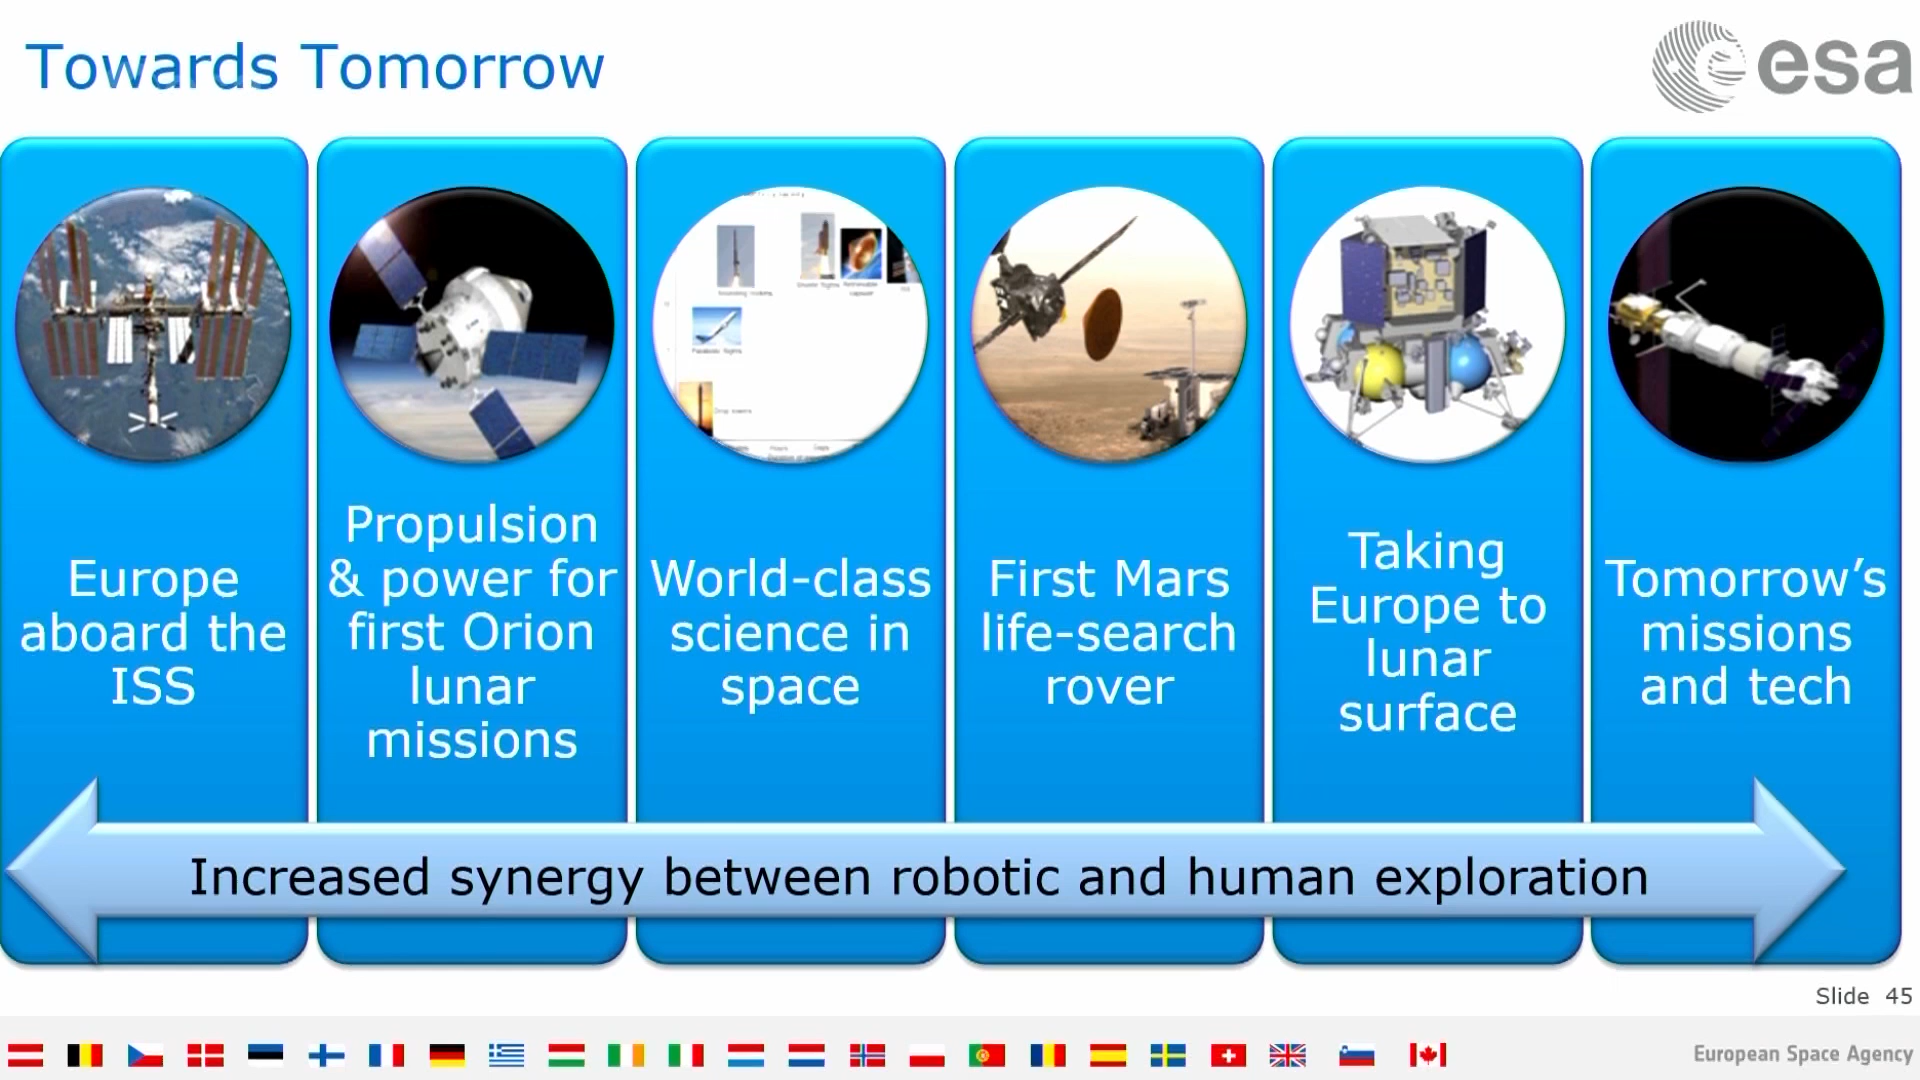 Towards Tomorrow
esa
Europe
aboard the
ISS
Propulsion
& power for
first Orion
lunar
missions
World-class
science in
space
First Mars
life-search
rover
Taking
Europe to
lunar
surface
Tomorrow’s
missions
and tech
Increased synergy between robotic and human exploration
Slide 45
European Space Agency